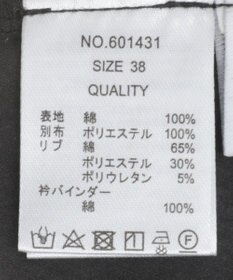 NO.601431
SIZE 38
QUALITY
表地 綿 100%
別布 ポリエステル 100%
リブ 綿 65%
ポリエステル 30%
ポリウレタン 5%
衿バインダー
綿 100%